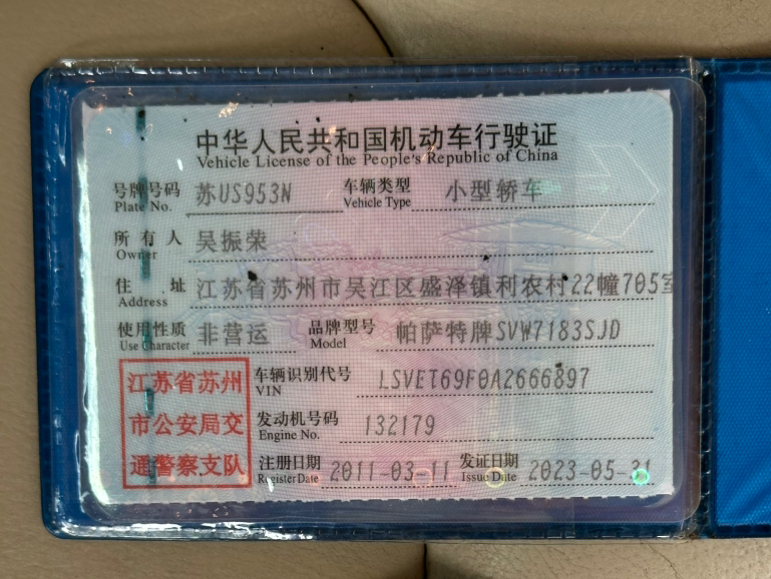 中华人民共和国机动车行驶证
Vehicle License of the People's Republic of China
号牌号码 苏US953N 车辆类型 小型轿车
Plate No. Vehicle Type
所有人 吴振荣
Owner
住址 江苏省苏州市吴江区盛泽镇利农村22幢705室
Address
使用性质 非营运 品牌型号 帕萨特牌SVW7183SJD
Use Character Model
江苏省苏州 车辆识别代号 LSVET69F0A2666897
VIN
市公安局交 发动机号码 132179
Engine No.
通警察支队 注册日期 2011-03-11 发证日期 2023-05-31
Register Date Issue Date